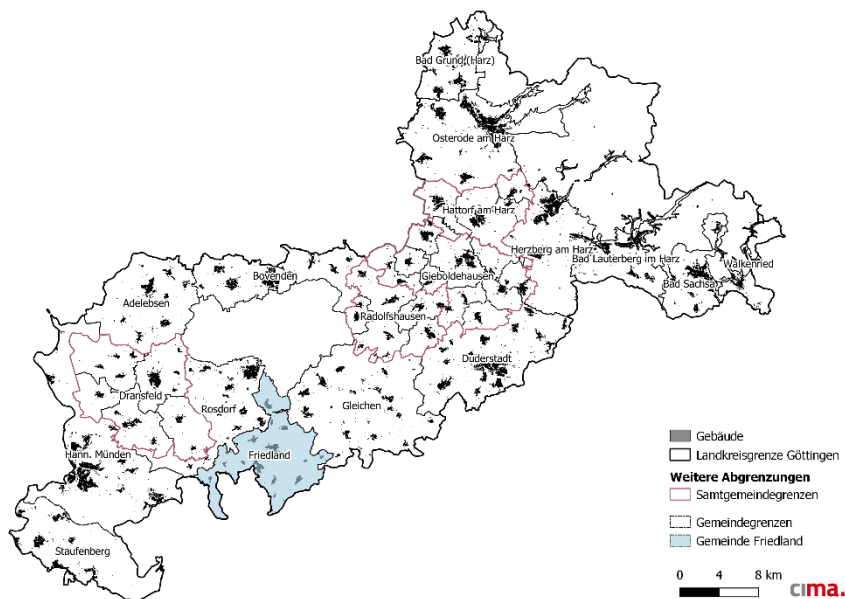 Bad Grund (Harz)
Osterode am Harz
Hattorf am Harz
Herzberg am Harz
Bad Lauterberg im Harz
Walkenried
Bad Sachsa
Bovenden
Gieboldehausen
Adelebsen
Radolfshausen
Duderstadt
Dransfeld
Rosdorf
Gleichen
Hann. Münden
Friedland
Staufenberg
Gebäude
Landkreisgrenze Göttingen
Weitere Abgrenzungen
Samtgemeindegrenzen
Gemeindegrenzen
Gemeinde Friedland
0 4 8 km
cima.